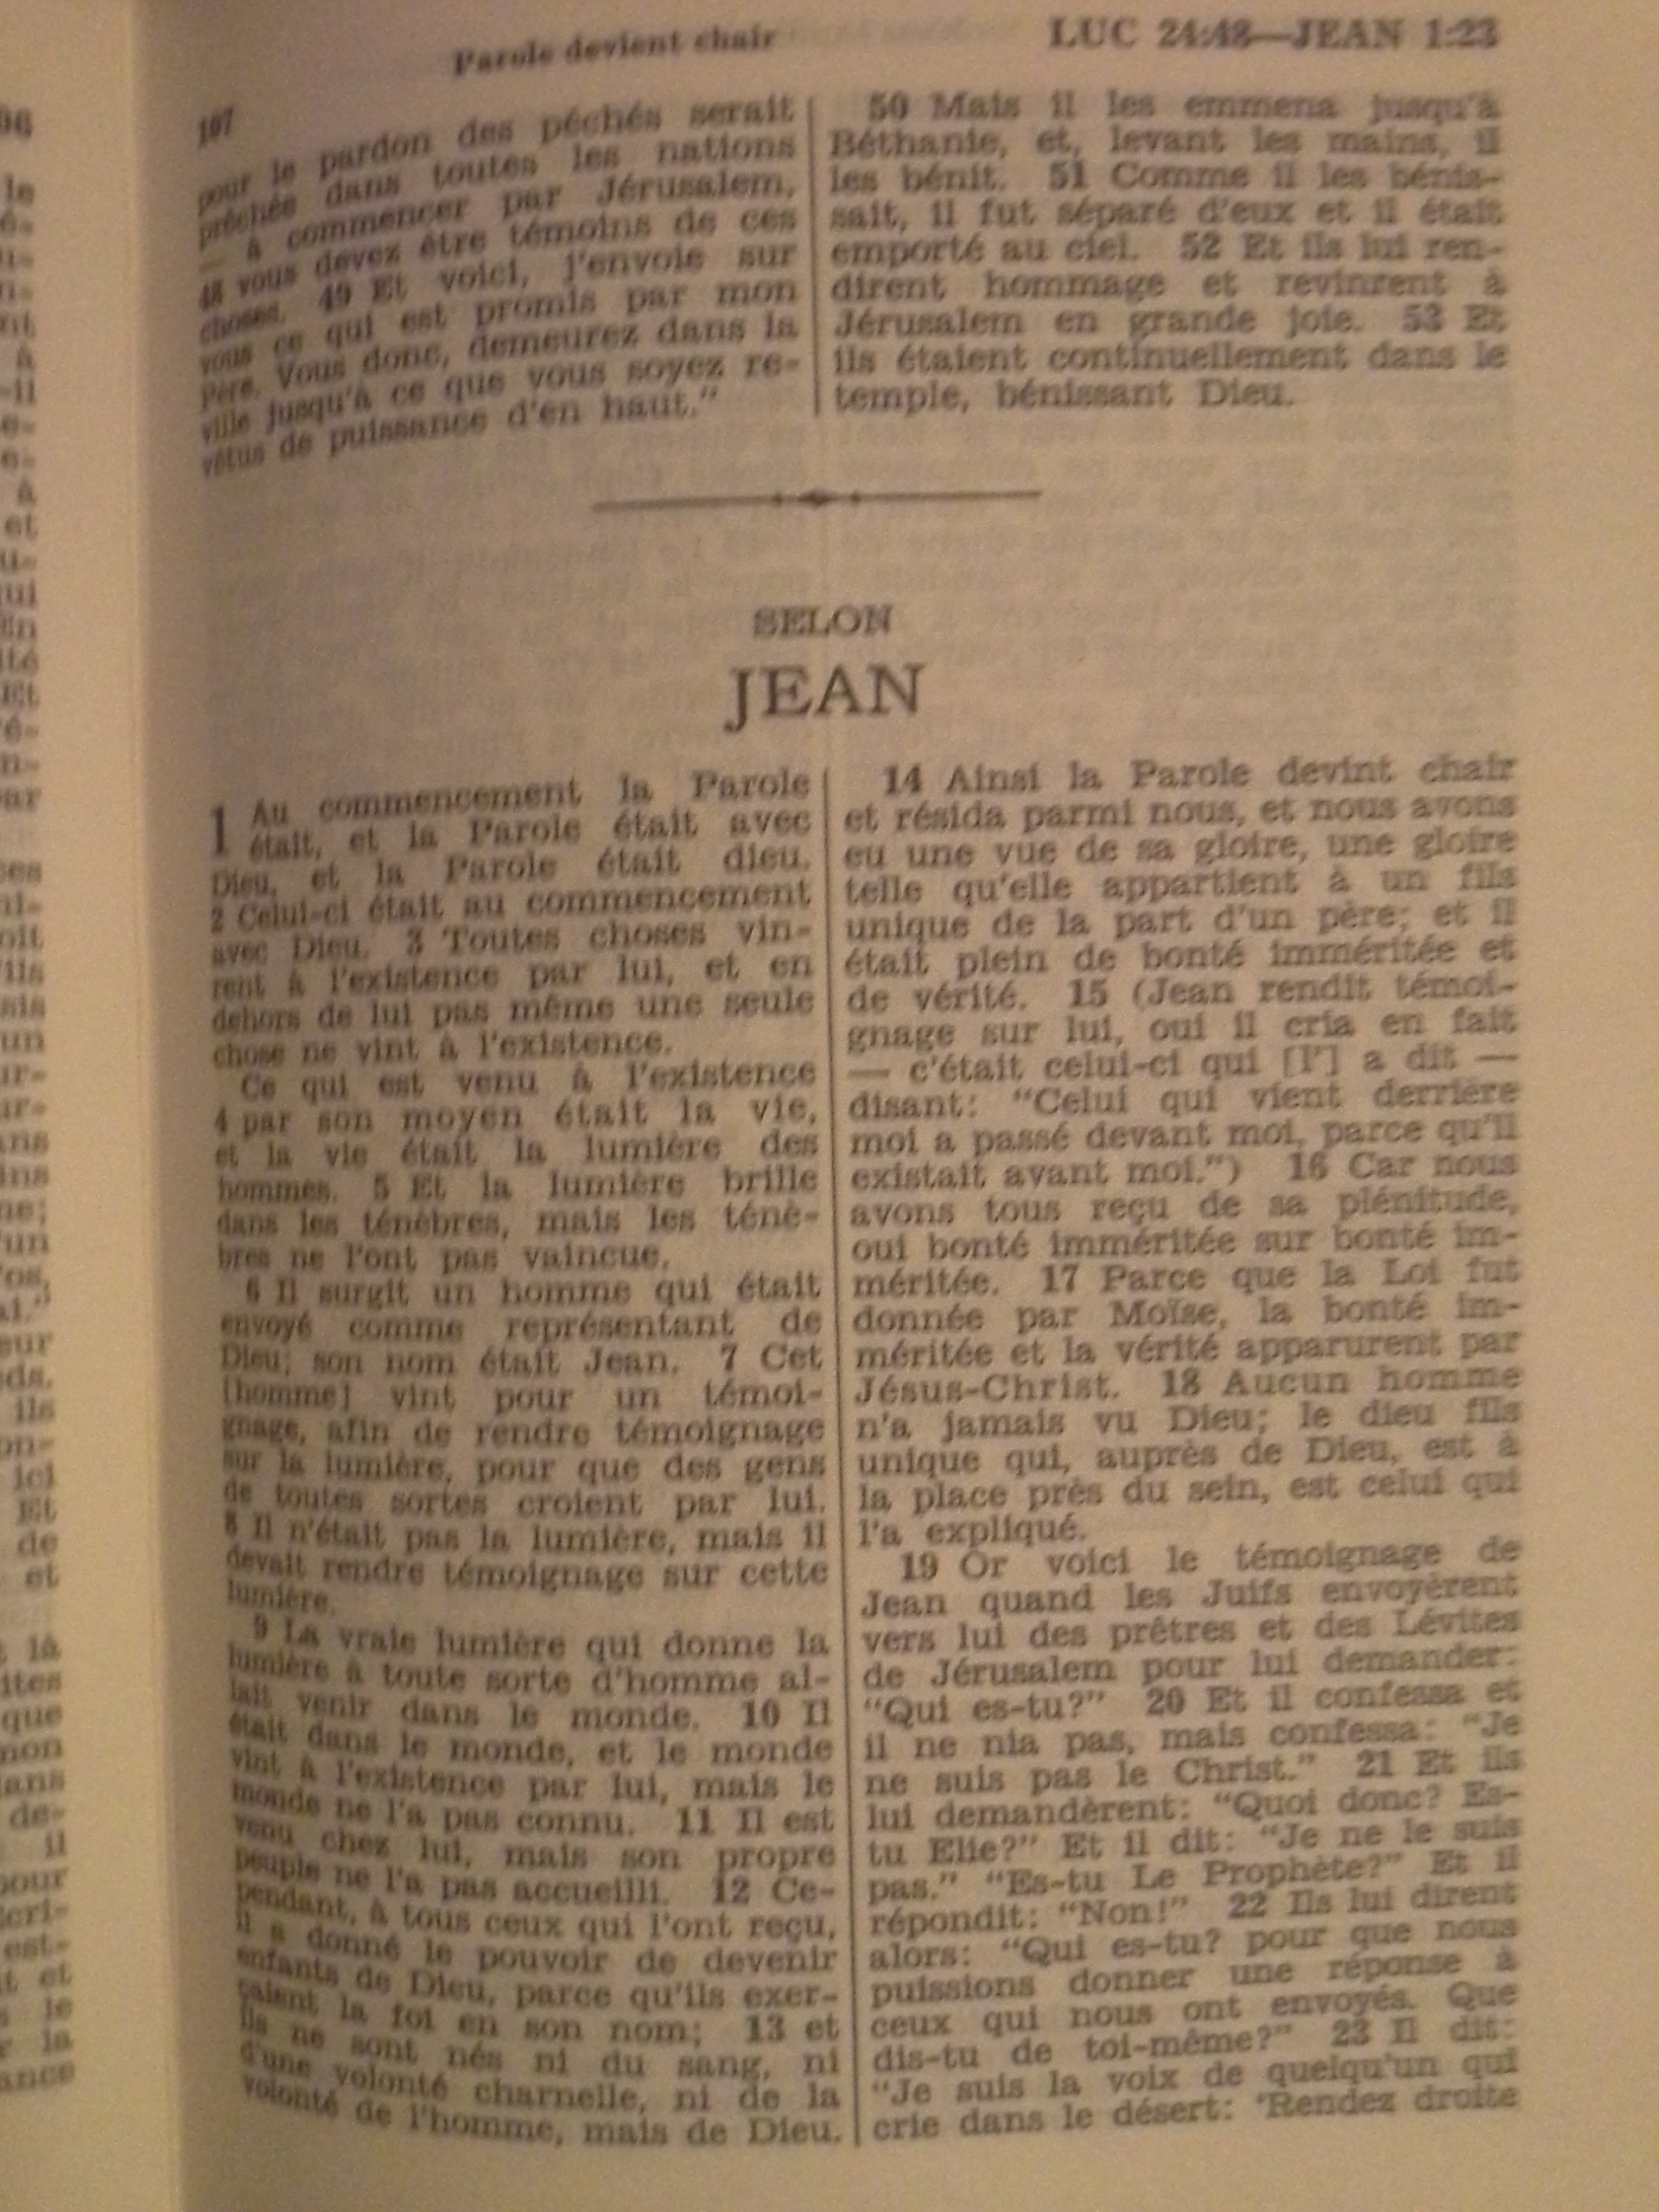 Parole devient chair
LUC 24:48—JEAN 1:23
167
pour le pardon des péchés serait
prêchée dans toutes les nations
— à commencer par Jérusalem,
48 vous devez être témoins de ces
choses. 49 Et voici, j'envoie sur
vous ce qui est promis par mon
Père. Vous donc, demeurez dans la
ville jusqu'à ce que vous soyez re-
vêtus de puissance d'en haut.”
50 Mais il les emmena jusqu'à
Béthanie, et, levant les mains, il
les bénit. 51 Comme il les bénis-
sait, il fut séparé d'eux et il était
emporté au ciel. 52 Et ils lui ren-
dirent hommage et revinrent à
Jérusalem en grande joie. 53 Et
ils étaient continuellement dans le
temple, bénissant Dieu.
SELON
JEAN
1 Au commencement la Parole
était, et la Parole était avec
Dieu, et la Parole était dieu.
2 Celui-ci était au commencement
avec Dieu. 3 Toutes choses vin-
rent à l'existence par lui, et en
dehors de lui pas même une seule
chose ne vint à l'existence.
Ce qui est venu à l'existence
4 par son moyen était la vie,
et la vie était la lumière des
hommes. 5 Et la lumière brille
dans les ténèbres, mais les ténè-
bres ne l'ont pas vaincue.
6 Il surgit un homme qui était
envoyé comme représentant de
Dieu; son nom était Jean. 7 Cet
[homme] vint pour un témoi-
gnage, afin de rendre témoignage
sur la lumière, pour que des gens
de toutes sortes croient par lui.
8 Il n'était pas la lumière, mais il
devait rendre témoignage sur cette
lumière.
9 La vraie lumière qui donne la
lumière à toute sorte d'homme al-
lait venir dans le monde. 10 Il
était dans le monde, et le monde
vint à l'existence par lui, mais le
monde ne l'a pas connu. 11 Il est
venu chez lui, mais son propre
peuple ne l'a pas accueilli. 12 Ce-
pendant, à tous ceux qui l'ont reçu,
il a donné le pouvoir de devenir
enfants de Dieu, parce qu'ils exer-
çaient la foi en son nom; 13 et
ils ne sont nés ni du sang, ni
d'une volonté charnelle, ni de la
volonté de l'homme, mais de Dieu.
14 Ainsi la Parole devint chair
et résida parmi nous, et nous avons
eu une vue de sa gloire, une gloire
telle qu'elle appartient à un fils
unique de la part d'un père; et il
était plein de bonté imméritée et
de vérité. 15 (Jean rendit témoi-
gnage sur lui, oui il cria en fait
— c'était celui-ci qui [l'] a dit —
disant: “Celui qui vient derrière
moi a passé devant moi, parce qu'il
existait avant moi.”) 16 Car nous
avons tous reçu de sa plénitude,
oui bonté imméritée sur bonté im-
méritée. 17 Parce que la Loi fut
donnée par Moïse, la bonté im-
méritée et la vérité apparurent par
Jésus-Christ. 18 Aucun homme
n'a jamais vu Dieu; le dieu fils
unique qui, auprès de Dieu, est à
la place près du sein, est celui qui
l'a expliqué.
19 Or voici le témoignage de
Jean quand les Juifs envoyèrent
vers lui des prêtres et des Lévites
de Jérusalem pour lui demander:
“Qui es-tu?” 20 Et il confessa et
il ne nia pas, mais confessa: “Je
ne suis pas le Christ.” 21 Et ils
lui demandèrent: “Quoi donc? Es-
tu Elie?” Et il dit: “Je ne le suis
pas.” “Es-tu Le Prophète?” Et il
répondit: “Non!” 22 Ils lui dirent
alors: “Qui es-tu? pour que nous
puissions donner une réponse à
ceux qui nous ont envoyés. Que
dis-tu de toi-même?” 23 Il dit:
“Je suis la voix de quelqu'un qui
crie dans le désert: ‘Rendez droite